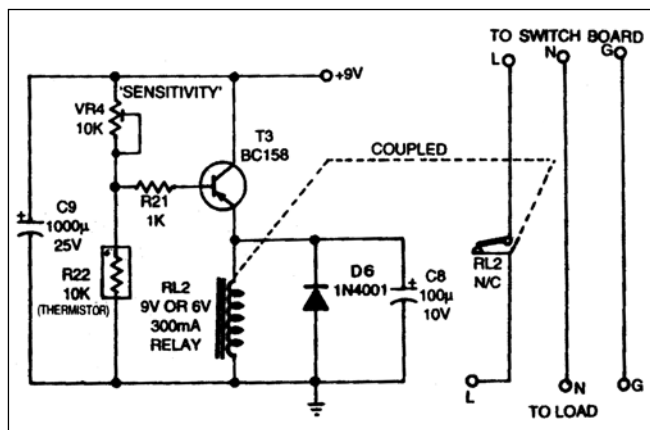 TO SWITCH BOARD
L N G
+9V
'SENSITIVITY'
VR4
10K
T3
BC158
COUPLED
R21
1K
+
C9
1000μ
25V
R22
10K
(THERMISTOR)
RL2
9V OR 6V
300mA
RELAY
D6
1N4001
+
C8
100μ
10V
RL2
N/C
L N G
TO LOAD